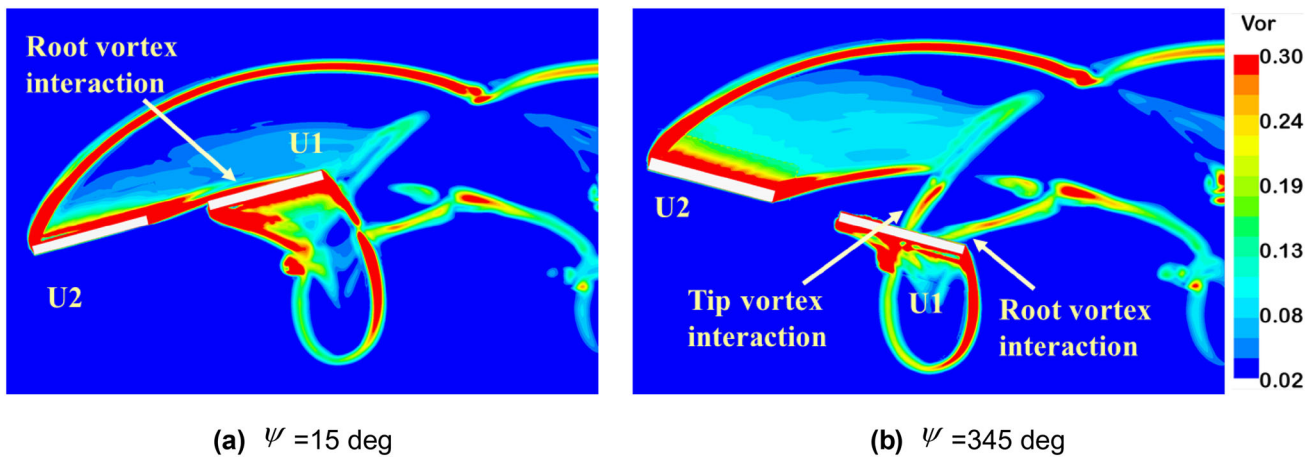 Root vortex
interaction
U1
U2
(a) ψ =15 deg
U2
U1
Tip vortex
interaction
Root vortex
interaction
(b) ψ =345 deg
Vor
0.30
0.24
0.19
0.13
0.08
0.02